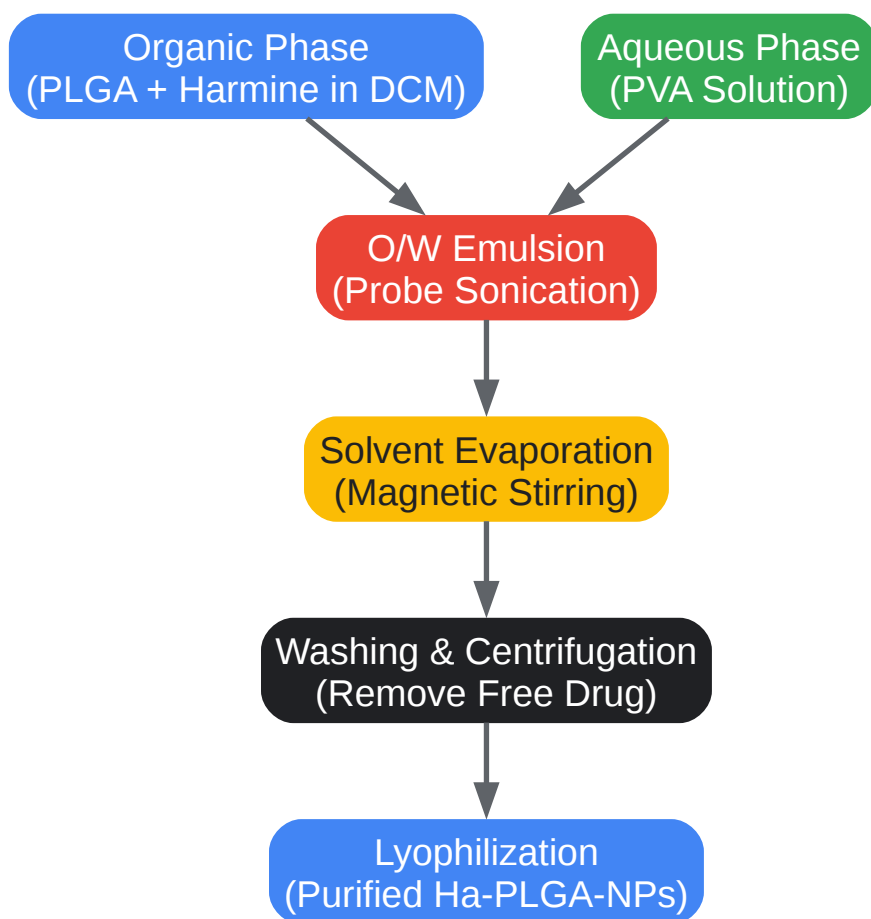 Organic Phase
(PLGA + Harmine in DCM)
Aqueous Phase
(PVA Solution)
O/W Emulsion
(Probe Sonication)
Solvent Evaporation
(Magnetic Stirring)
Washing & Centrifugation
(Remove Free Drug)
Lyophilization
(Purified Ha-PLGA-NPs)